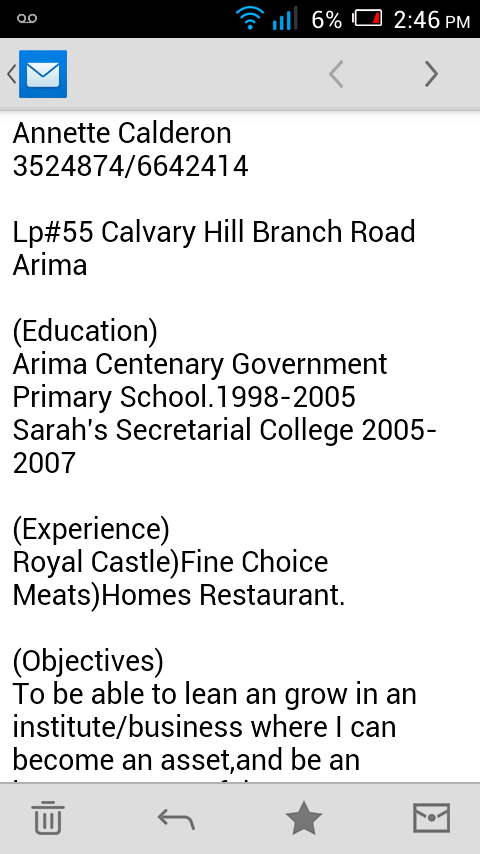 6% 2:46 PM
Annette Calderon
3524874/6642414
Lp#55 Calvary Hill Branch Road
Arima
(Education)
Arima Centenary Government
Primary School.1998-2005
Sarah's Secretarial College 2005-
2007
(Experience)
Royal Castle)Fine Choice
Meats)Homes Restaurant.
(Objectives)
To be able to lean an grow in an
institute/business where I can
become an asset,and be an